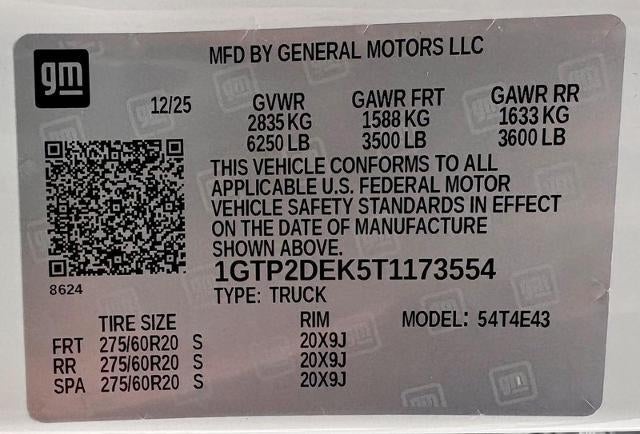 gm
MFD BY GENERAL MOTORS LLC
12/25
GVWR GAWR FRT GAWR RR
2835 KG 1588 KG 1633 KG
6250 LB 3500 LB 3600 LB
THIS VEHICLE CONFORMS TO ALL
APPLICABLE U.S. FEDERAL MOTOR
VEHICLE SAFETY STANDARDS IN EFFECT
ON THE DATE OF MANUFACTURE
SHOWN ABOVE.
1GTP2DEK5T1173554
8624
TYPE: TRUCK
TIRE SIZE RIM MODEL: 54T4E43
FRT 275/60R20 S 20X9J
RR 275/60R20 S 20X9J
SPA 275/60R20 S 20X9J